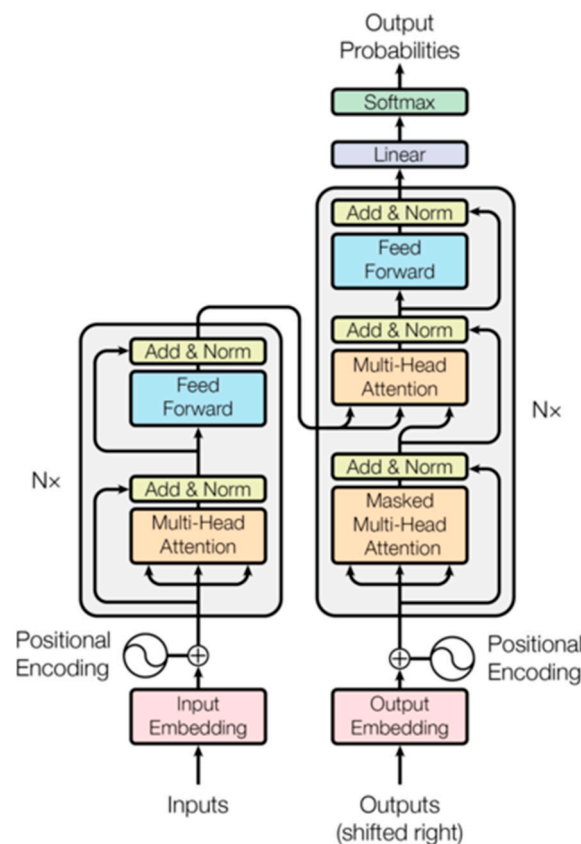 Output
Probabilities
Softmax
Linear
Add & Norm
Feed
Forward
Add & Norm
Multi-Head
Attention
Add & Norm
Masked
Multi-Head
Attention
N×
Add & Norm
Feed
Forward
Add & Norm
Multi-Head
Attention
N×
Positional
Encoding
Positional
Encoding
Input
Embedding
Output
Embedding
Inputs
Outputs
(shifted right)